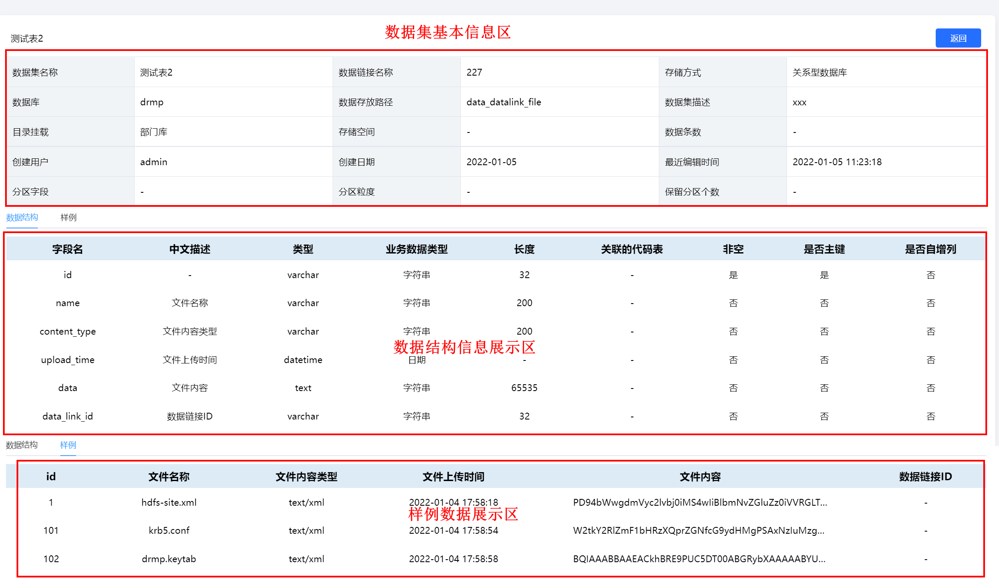 数据集基本信息区
测试表2 返回
数据集名称 测试表2 数据链接名称 227 存储方式 关系型数据库
数据库 drmp 数据存放路径 data_datalink_file 数据集描述 xxx
目录挂载 部门库 存储空间 - 数据条数 -
创建用户 admin 创建日期 2022-01-05 最近编辑时间 2022-01-05 11:23:18
分区字段 - 分区粒度 - 保留分区个数 -
数据结构 样例
字段名 中文描述 类型 业务数据类型 长度 关联的代码表 非空 是否主键 是否自增列
id - varchar 字符串 32 - 是 是 否
name 文件名称 varchar 字符串 200 - 否 否 否
content_type 文件内容类型 varchar 字符串 200 - 否 否 否
数据结构信息展示区
upload_time 文件上传时间 datetime 日期 - - 否 否 否
data 文件内容 text 字符串 65535 - 否 否 否
data_link_id 数据链接ID varchar 字符串 32 - 否 否 否
数据结构 样例
id 文件名称 文件内容类型 文件上传时间 文件内容 数据链接ID
1 hdfs-site.xml text/xml 2022-01-04 17:58:18 PD94bWwgdmVyc2lvbj0iMS4wIiBlbmNvZGluZz0iVVRGLT... -
样例数据展示区
101 krb5.conf text/xml 2022-01-04 17:58:54 W2tkY2RlZmF1bHRzXQprZGNfcG9ydHMgPSAxNzIuMzg... -
102 drmp.keytab text/xml 2022-01-04 17:58:58 BQIAAABBAAEACkhBRE9PUC5DT00ABGRybXAAAAABYU... -